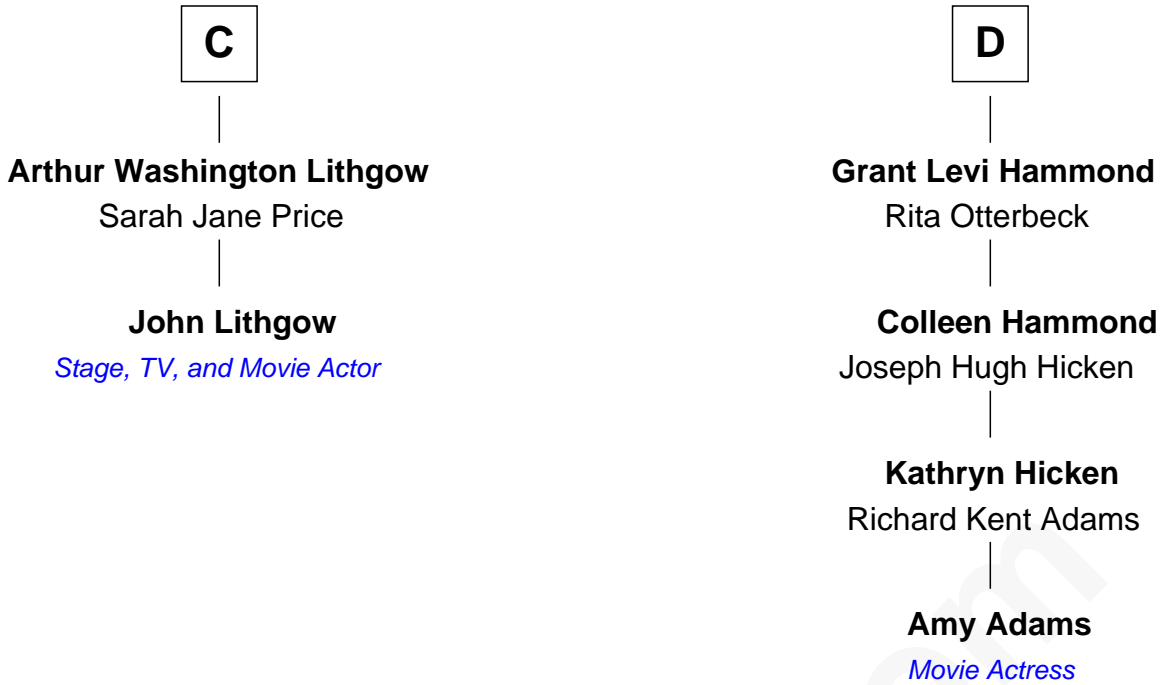 C
Arthur Washington Lithgow
Sarah Jane Price
John Lithgow
Stage, TV, and Movie Actor
D
Grant Levi Hammond
Rita Otterbeck
Colleen Hammond
Joseph Hugh Hicken
Kathryn Hicken
Richard Kent Adams
Amy Adams
Movie Actress
om